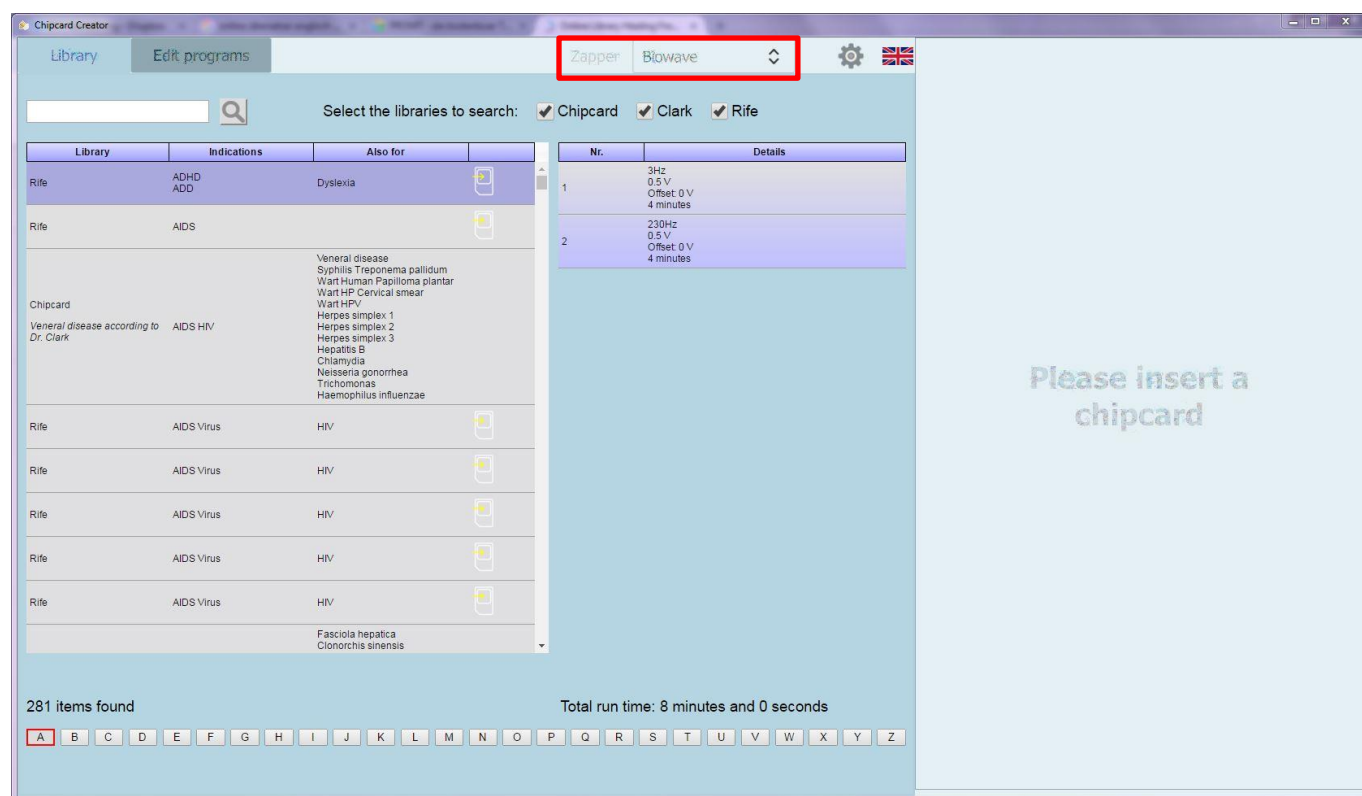 Chipcard Creator
Library
Edit programs
Zapper
Biowave
Select the libraries to search:
Chipcard
Clark
Rife
Library Indications Also for
Rife
ADHD
ADD
Dyslexia
Rife
AIDS
Chipcard
Veneral disease according to
Dr. Clark
AIDS HIV
Veneral disease
Syphilis Treponema pallidum
Wart Human Papilloma plantar
Wart HP Cervical smear
Wart HPV
Herpes simplex 1
Herpes simplex 2
Herpes simplex 3
Hepatitis B
Chlamydia
Neisseria gonorrhea
Trichomonas
Haemophilus influenzae
Rife AIDS Virus HIV
Rife AIDS Virus HIV
Rife AIDS Virus HIV
Rife AIDS Virus HIV
Rife AIDS Virus HIV
Fasciola hepatica
Clonorchis sinensis
Nr. Details
1
3Hz
0.5 V
Offset: 0 V
4 minutes
2
230Hz
0.5 V
Offset: 0 V
4 minutes
Please insert a
chipcard
281 items found
Total run time: 8 minutes and 0 seconds
A B C D E F G H I J K L M N O P Q R S T U V W X Y Z